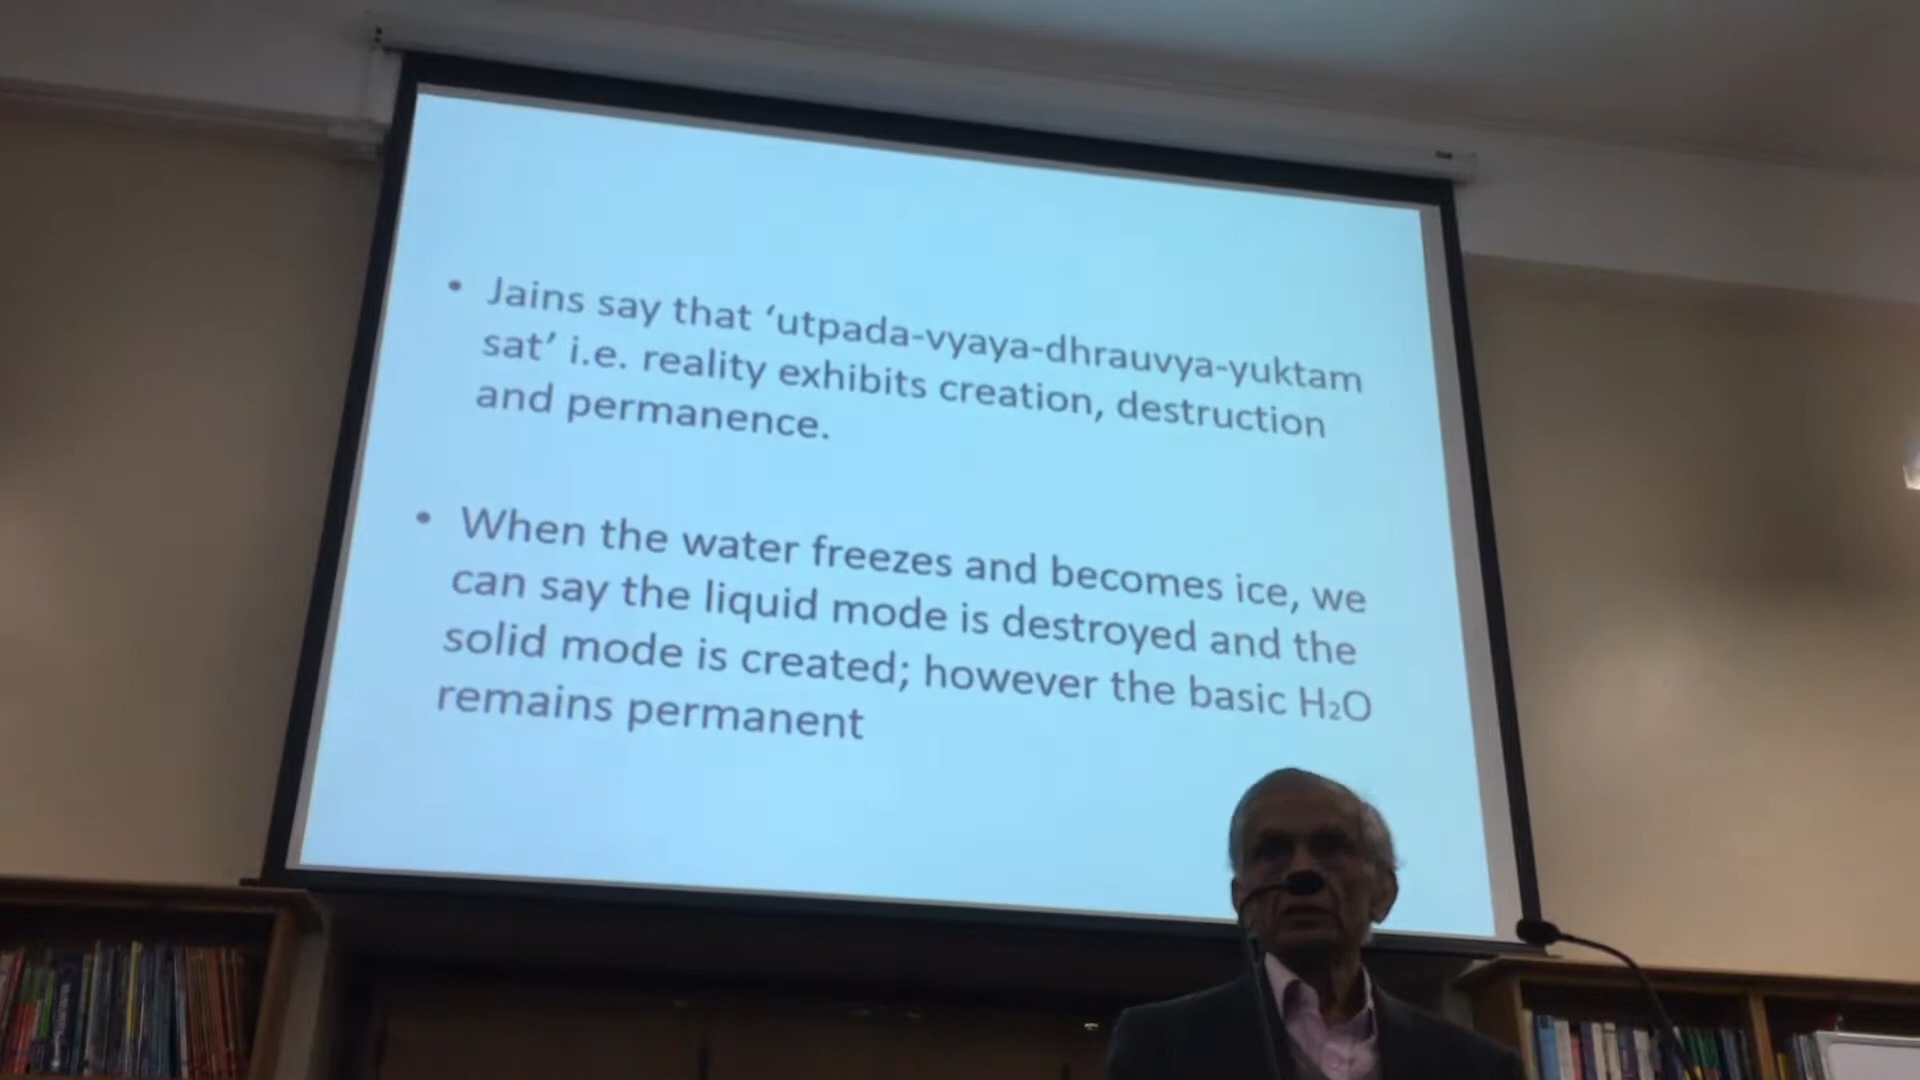 • Jains say that ‘utpada-vyaya-dhrauvya-yuktam
sat’ i.e. reality exhibits creation, destruction
and permanence.
• When the water freezes and becomes ice, we
can say the liquid mode is destroyed and the
solid mode is created; however the basic H₂O
remains permanent